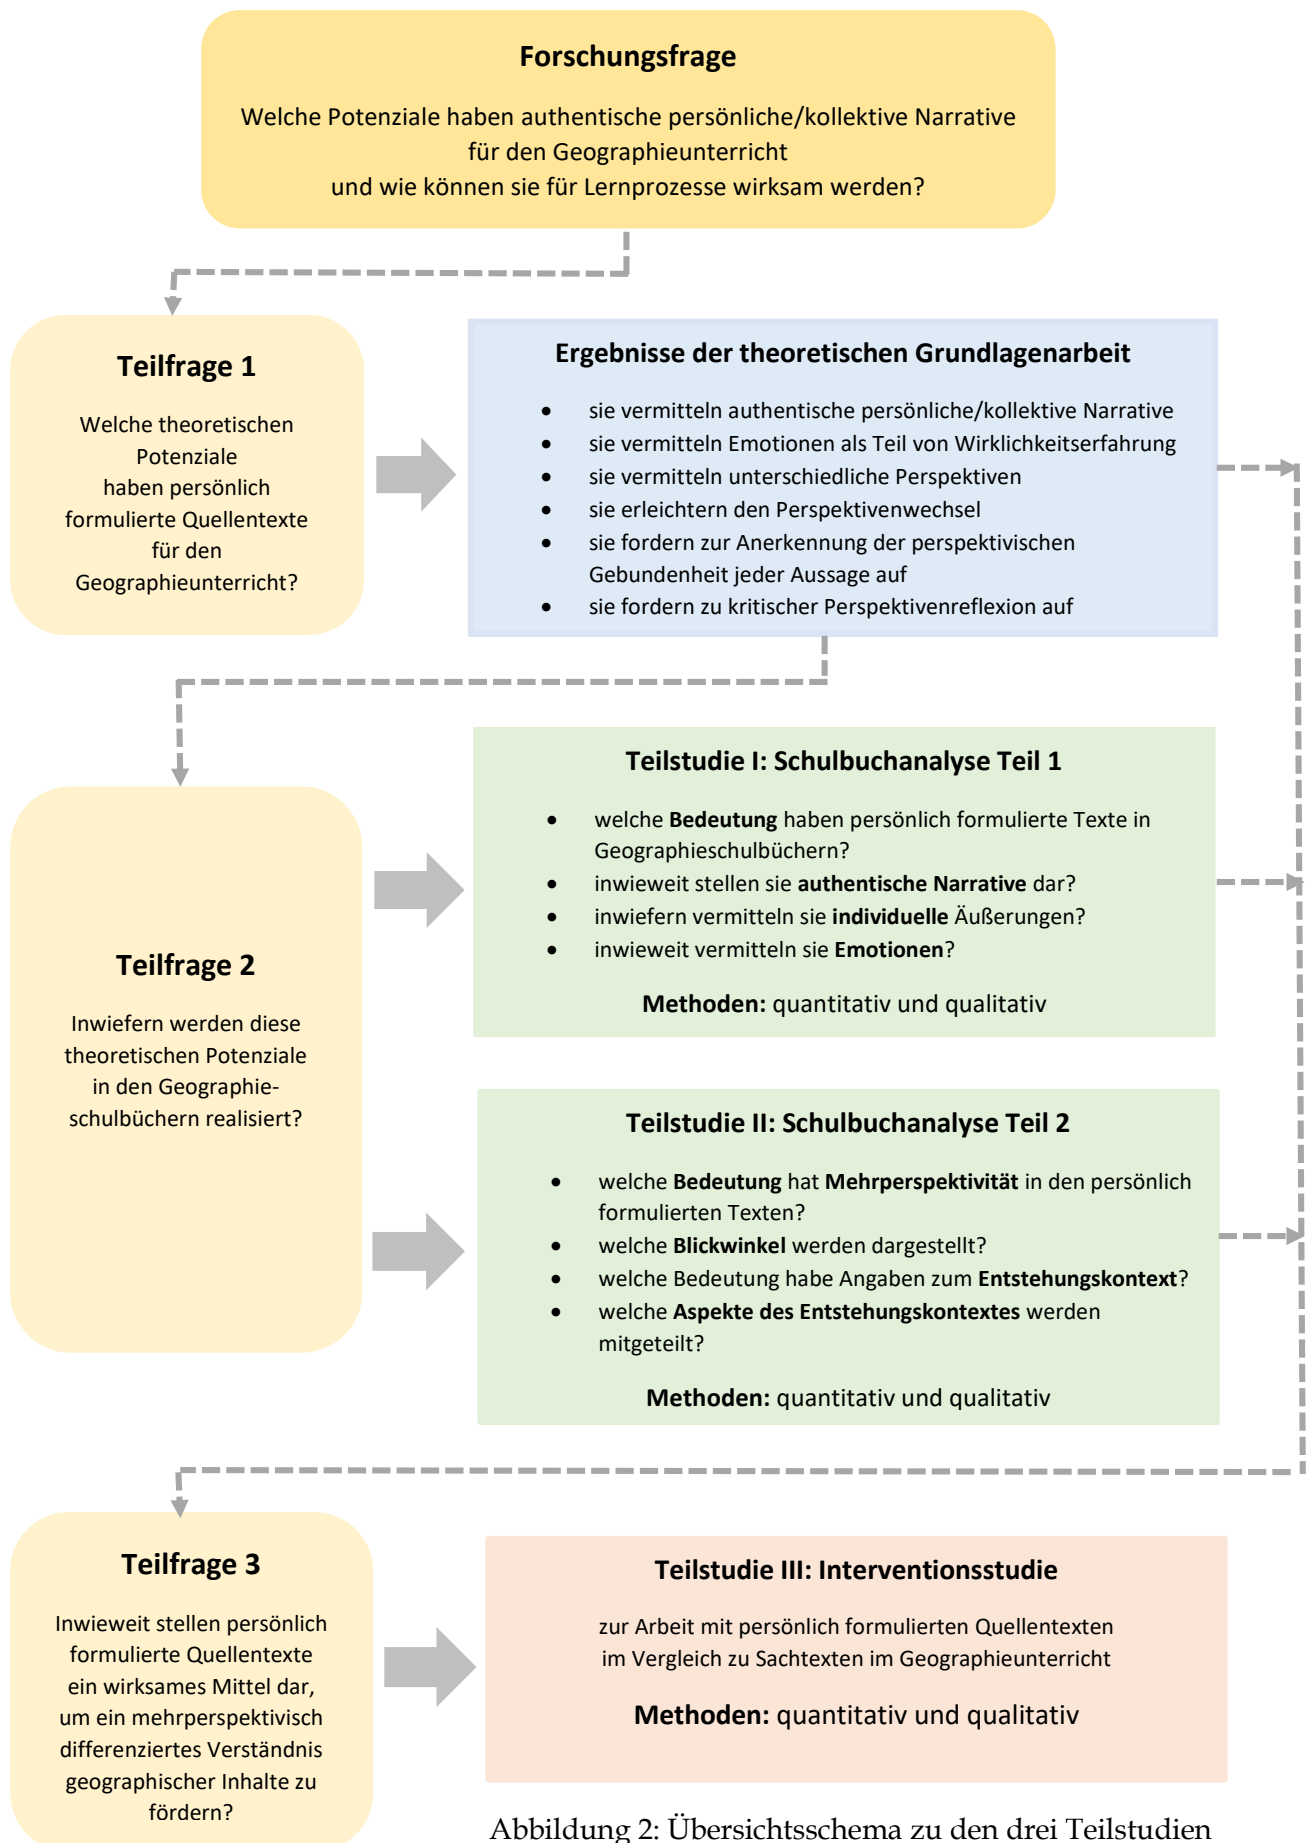 Forschungsfrage
Welche Potenziale haben authentische persönliche/kollektive Narrative
für den Geographieunterricht
und wie können sie für Lernprozesse wirksam werden?
Teilfrage 1
Welche theoretischen
Potenziale
haben persönlich
formulierte Quellentexte
für den
Geographieunterricht?
Ergebnisse der theoretischen Grundlagenarbeit
• sie vermitteln authentische persönliche/kollektive Narrative
• sie vermitteln Emotionen als Teil von Wirklichkeitserfahrung
• sie vermitteln unterschiedliche Perspektiven
• sie erleichtern den Perspektivenwechsel
• sie fordern zur Anerkennung der perspektivischen
Gebundenheit jeder Aussage auf
• sie fordern zu kritischer Perspektivenreflexion auf
Teilfrage 2
Inwiefern werden diese
theoretischen Potenziale
in den Geographie-
schulbüchern realisiert?
Teilstudie I: Schulbuchanalyse Teil 1
• welche Bedeutung haben persönlich formulierte Texte in
Geographieschulbüchern?
• inwieweit stellen sie authentische Narrative dar?
• inwiefern vermitteln sie individuelle Äußerungen?
• inwieweit vermitteln sie Emotionen?
Methoden: quantitativ und qualitativ
Teilstudie II: Schulbuchanalyse Teil 2
• welche Bedeutung hat Mehrperspektivität in den persönlich
formulierten Texten?
• welche Blickwinkel werden dargestellt?
• welche Bedeutung habe Angaben zum Entstehungskontext?
• welche Aspekte des Entstehungskontextes werden
mitgeteilt?
Methoden: quantitativ und qualitativ
Teilfrage 3
Inwieweit stellen persönlich
formulierte Quellentexte
ein wirksames Mittel dar,
um ein mehrperspektivisch
differenziertes Verständnis
geographischer Inhalte zu
fördern?
Teilstudie III: Interventionsstudie
zur Arbeit mit persönlich formulierten Quellentexten
im Vergleich zu Sachtexten im Geographieunterricht
Methoden: quantitativ und qualitativ
Abbildung 2: Übersichtsschema zu den drei Teilstudien